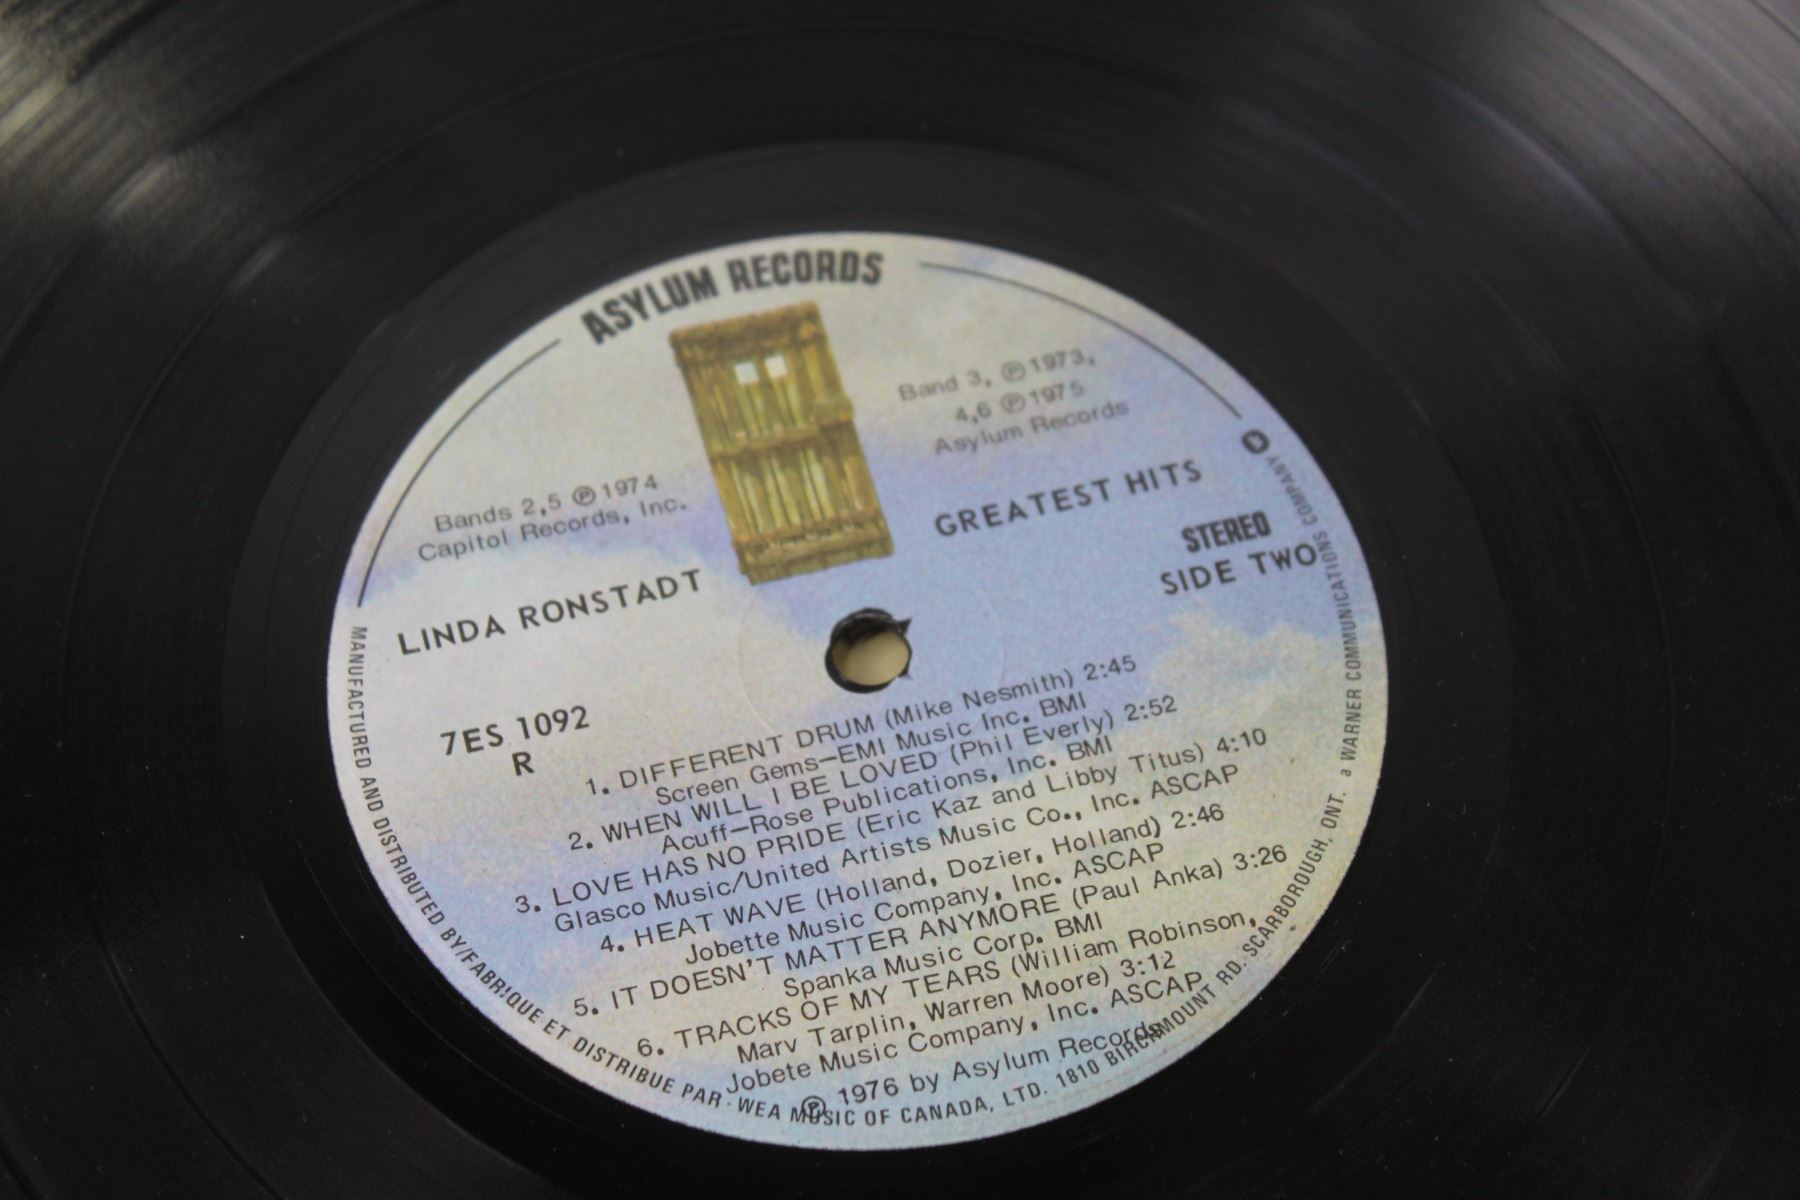 ASYLUM RECORDS
Bands 2,5 ℗ 1974
Capitol Records, Inc.
Band 3, ℗ 1973,
4,6 ℗ 1975
Asylum Records
LINDA RONSTADT
GREATEST HITS
STEREO
SIDE TWO
7ES 1092
R
1. DIFFERENT DRUM (Mike Nesmith) 2:45
Screen Gems–EMI Music Inc. BMI
2. WHEN WILL I BE LOVED (Phil Everly) 2:52
Acuff–Rose Publications, Inc. BMI
3. LOVE HAS NO PRIDE (Eric Kaz and Libby Titus) 4:10
Glasco Music/United Artists Music Co., Inc. ASCAP
4. HEAT WAVE (Holland, Dozier, Holland) 2:46
Jobette Music Company, Inc. ASCAP
5. IT DOESN'T MATTER ANYMORE (Paul Anka) 3:26
Spanka Music Corp. BMI
6. TRACKS OF MY TEARS (William Robinson,
Marv Tarplin, Warren Moore) 3:12
Jobete Music Company, Inc. ASCAP
℗ 1976 by Asylum Records
MANUFACTURED AND DISTRIBUTED BY/FABRIQUE ET DISTRIBUE PAR · WEA MUSIC OF CANADA, LTD. 1810 BIRCHMOUNT RD. SCARBOROUGH, ONT. a WARNER COMMUNICATIONS COMPANY